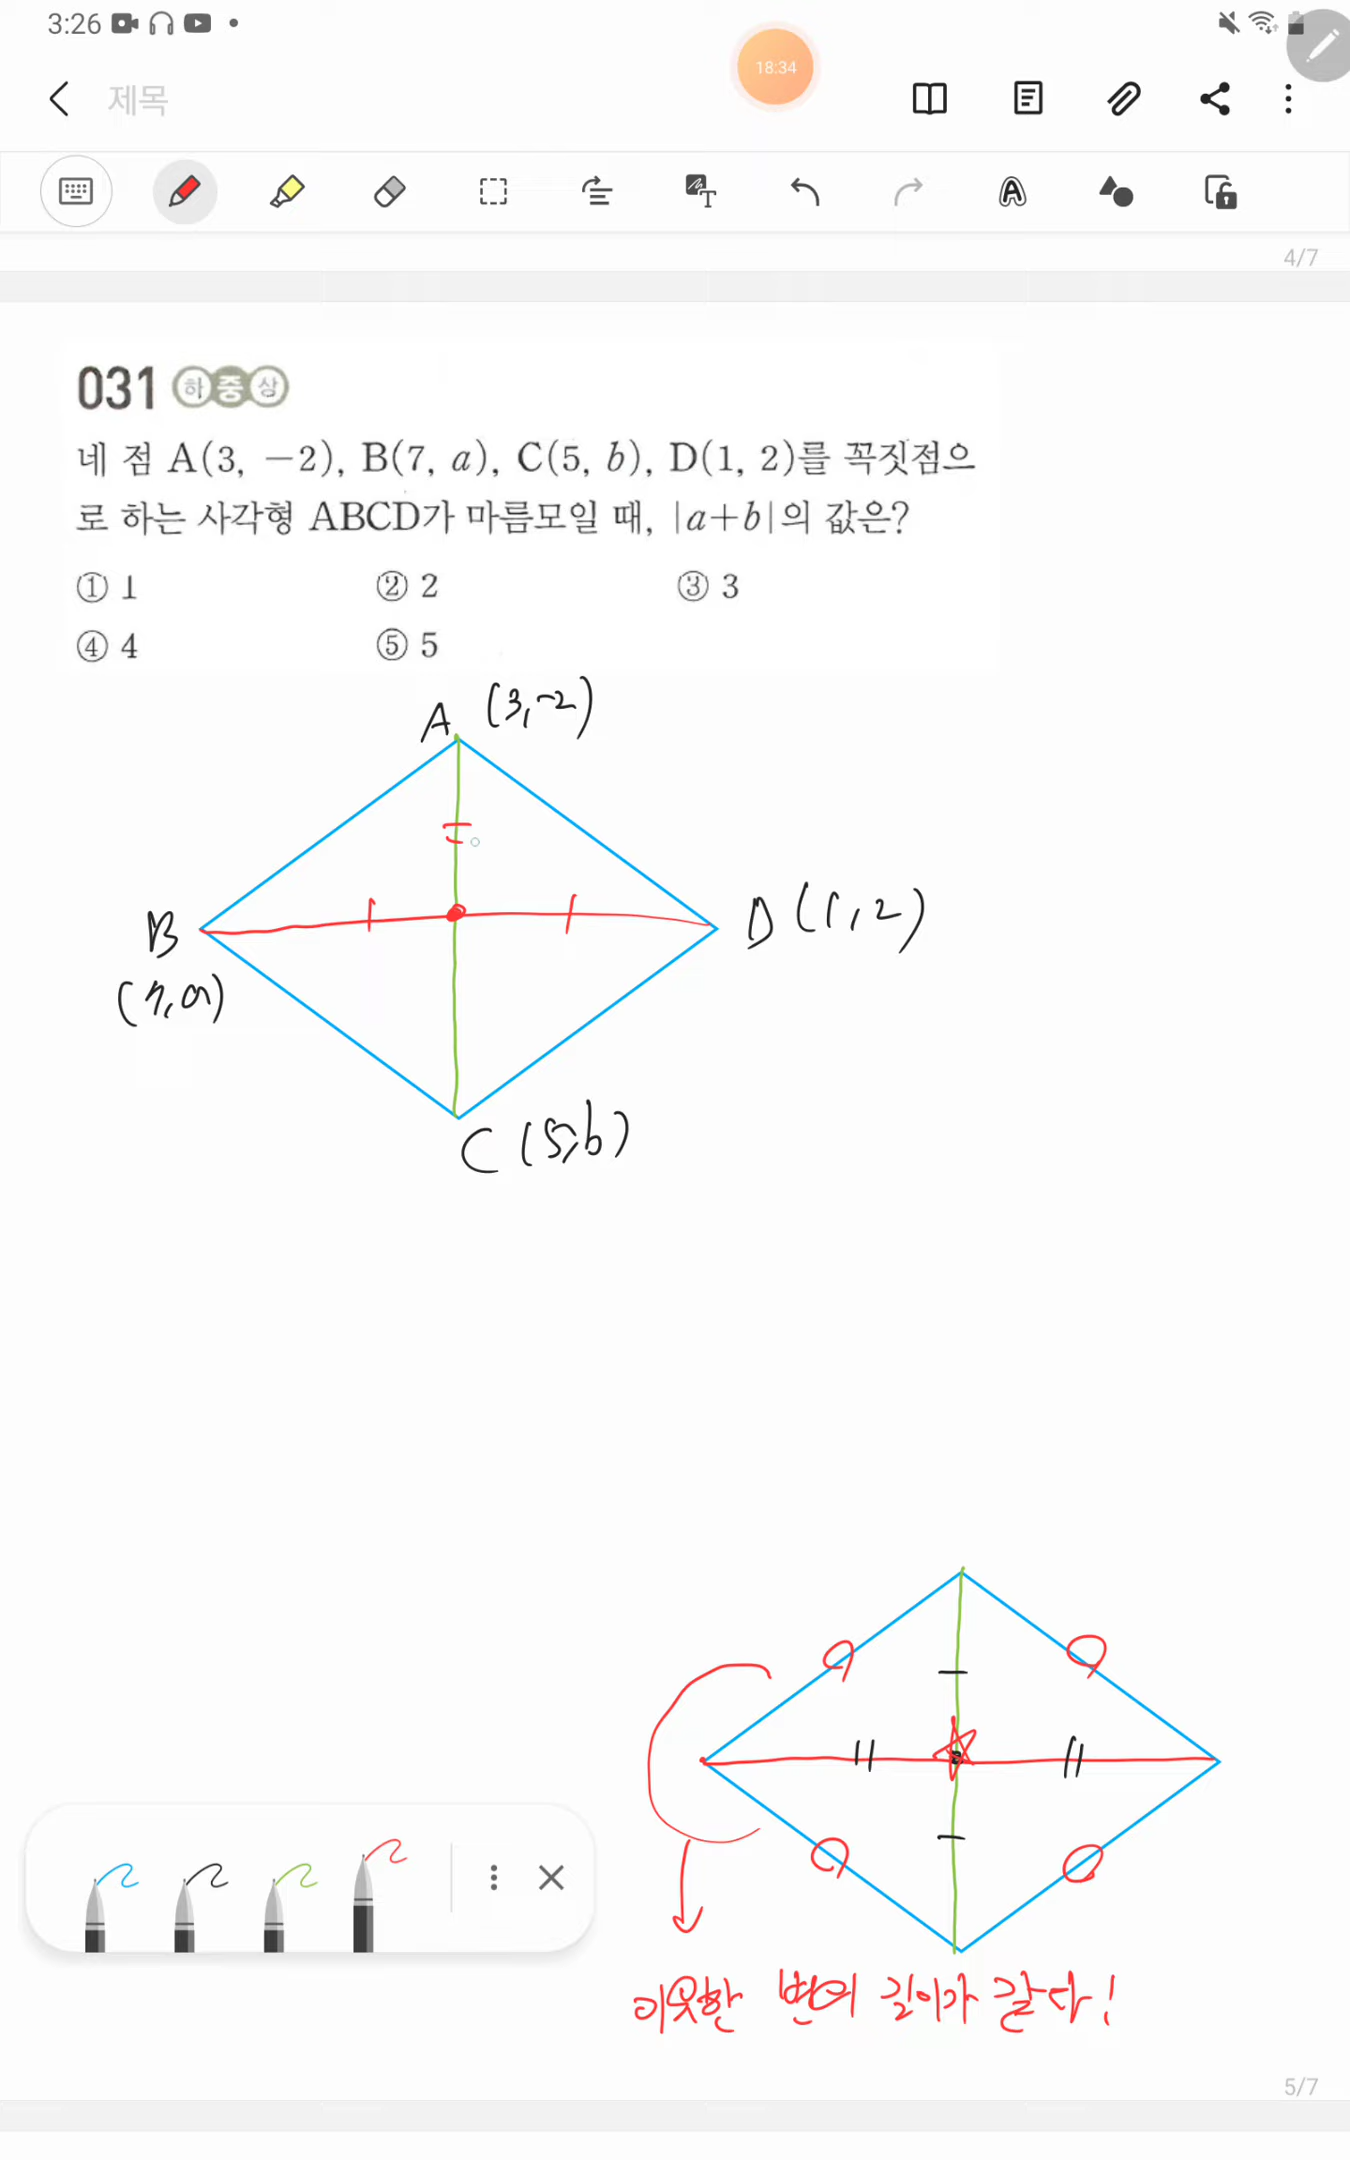 3:26
18:34
제목
4/7
031 하 중 상
네 점 A(3, −2), B(7, a), C(5, b), D(1, 2)를 꼭짓점으
로 하는 사각형 ABCD가 마름모일 때, |a+b|의 값은?
① 1 ② 2 ③ 3
④ 4 ⑤ 5
A (3,-2)
B
(7,a)
D(1,2)
C(5,b)
이웃한 변의 길이가 같다!
5/7